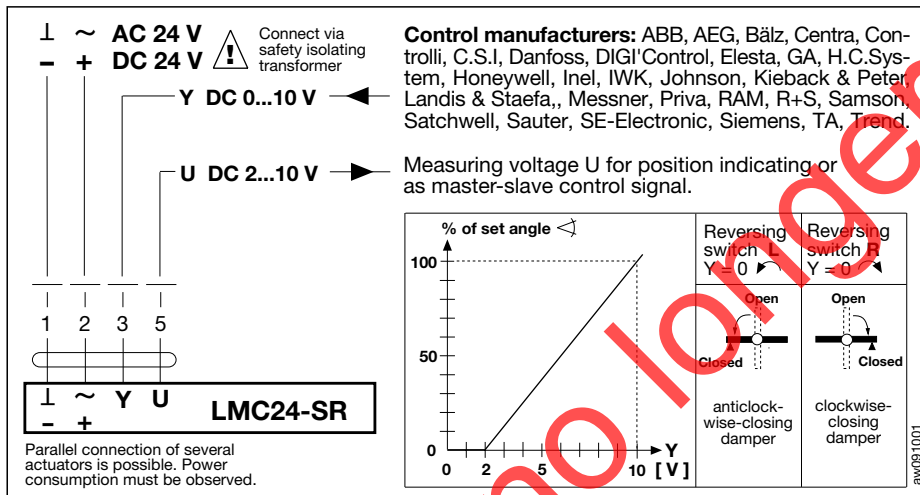 ⊥ ~ AC 24 V
– + DC 24 V
Connect via
safety isolating
transformer
Y DC 0...10 V
U DC 2...10 V
1 2 3 5
⊥ ~ Y U
– +
LMC24-SR
Parallel connection of several
actuators is possible. Power
consumption must be observed.
Control manufacturers: ABB, AEG, Bälz, Centra, Con-
trolli, C.S.I, Danfoss, DIGI'Control, Elesta, GA, H.C.Sys-
tem, Honeywell, Inel, IWK, Johnson, Kieback & Peter,
Landis & Staefa,, Messner, Priva, RAM, R+S, Samson,
Satchwell, Sauter, SE-Electronic, Siemens, TA, Trend.
Measuring voltage U for position indicating or
as master-slave control signal.
% of set angle
100
50
0
0 2 5 10
Y
[ V ]
Reversing
switch L
Y = 0
Open
Closed
anticlock-
wise-closing
damper
Reversing
switch R
Y = 0
Open
Closed
clockwise-
closing
damper
aw091001
no longer